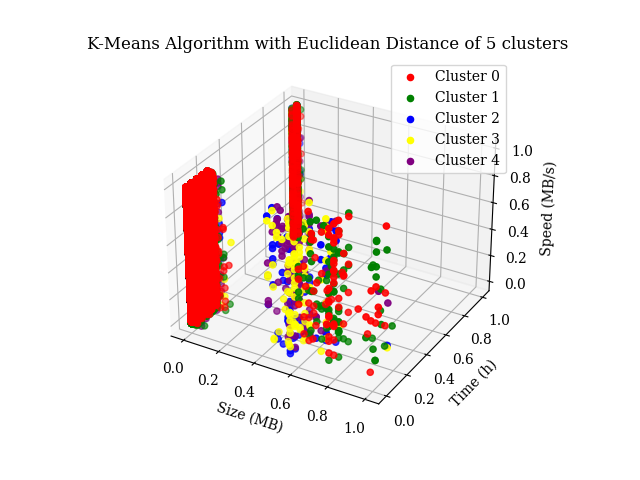 K-Means Algorithm with Euclidean Distance of 5 clusters
Cluster 0
Cluster 1
Cluster 2
Cluster 3
Cluster 4
1.0
0.8
0.6
0.4
0.2
0.0
Speed (MB/s)
0.0
0.2
0.4
0.6
0.8
1.0
Size (MB)
0.0
0.2
0.4
0.6
0.8
1.0
Time (h)